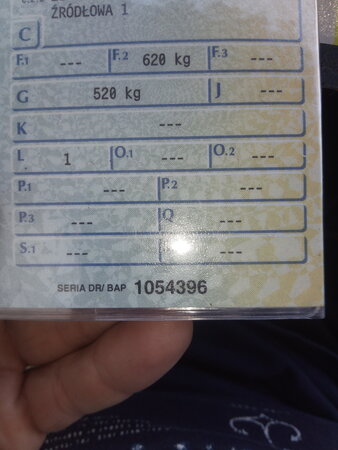 ŹRÓDŁOWA 1
C
F.1 --- F.2 620 kg F.3 ---
G 520 kg J ---
K ---
L 1 O.1 --- O.2 ---
P.1 --- P.2 ---
P.3 --- Q ---
S.1 --- ---
SERIA DR/ BAP 1054396